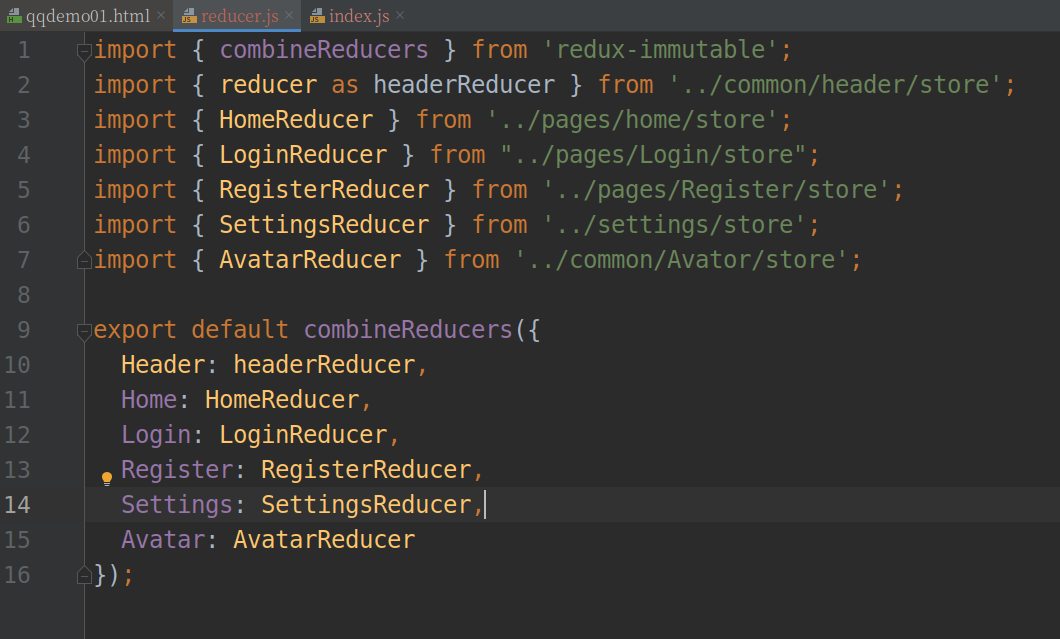 qqdemo01.html × reducer.js × index.js ×
1 import { combineReducers } from 'redux-immutable';
2 import { reducer as headerReducer } from '../common/header/store';
3 import { HomeReducer } from '../pages/home/store';
4 import { LoginReducer } from "../pages/Login/store";
5 import { RegisterReducer } from '../pages/Register/store';
6 import { SettingsReducer } from '../settings/store';
7 import { AvatarReducer } from '../common/Avator/store';
8
9 export default combineReducers({
10 Header: headerReducer,
11 Home: HomeReducer,
12 Login: LoginReducer,
13 Register: RegisterReducer,
14 Settings: SettingsReducer,
15 Avatar: AvatarReducer
16 });